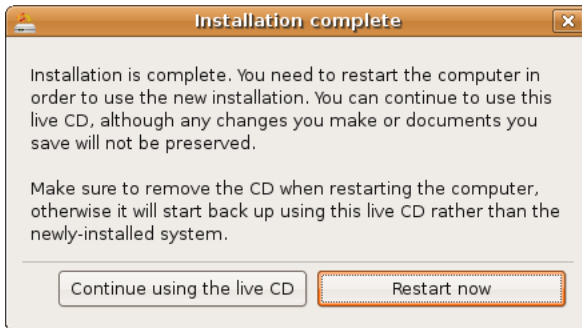 Installation complete
Installation is complete. You need to restart the computer in
order to use the new installation. You can continue to use this
live CD, although any changes you make or documents you
save will not be preserved.
Make sure to remove the CD when restarting the computer,
otherwise it will start back up using this live CD rather than the
newly-installed system.
Continue using the live CD
Restart now